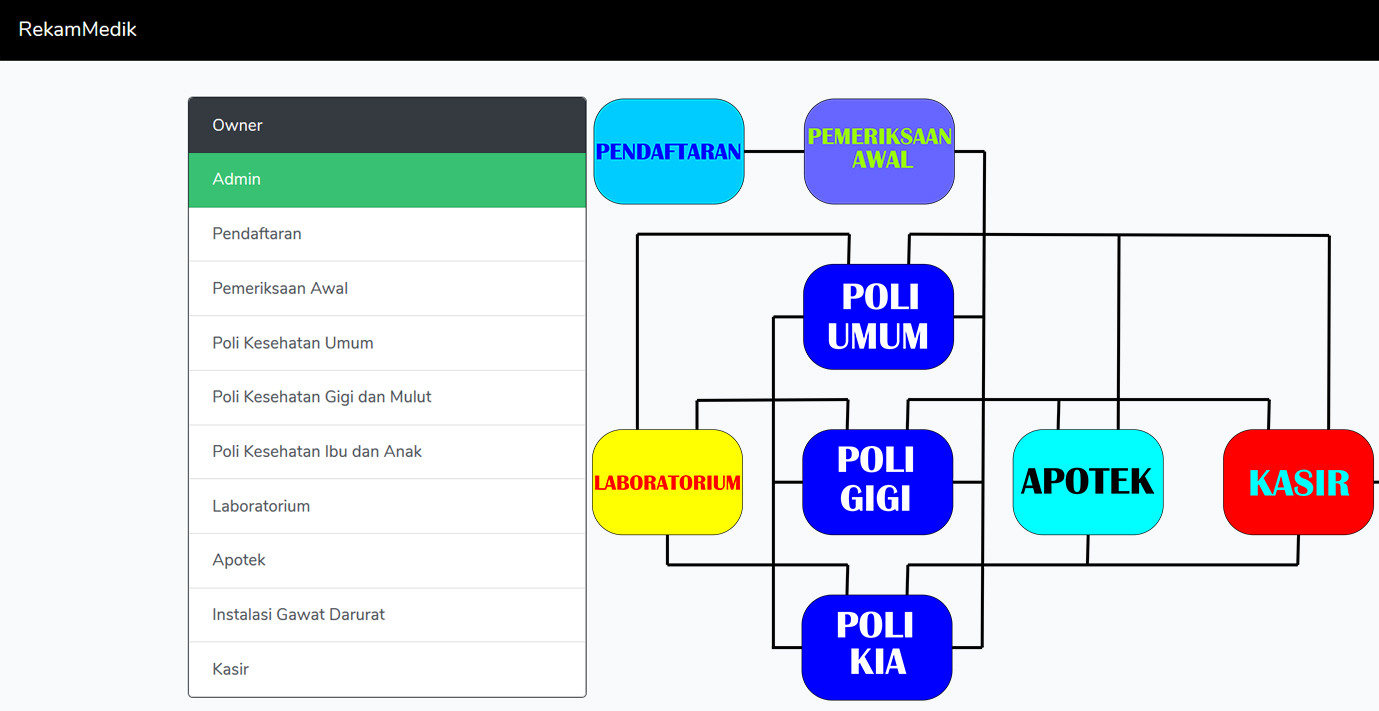 RekamMedik
Owner
Admin
Pendaftaran
Pemeriksaan Awal
Poli Kesehatan Umum
Poli Kesehatan Gigi dan Mulut
Poli Kesehatan Ibu dan Anak
Laboratorium
Apotek
Instalasi Gawat Darurat
Kasir
PENDAFTARAN
PEMERIKSAAN
AWAL
POLI
UMUM
LABORATORIUM
POLI
GIGI
APOTEK
KASIR
POLI
KIA